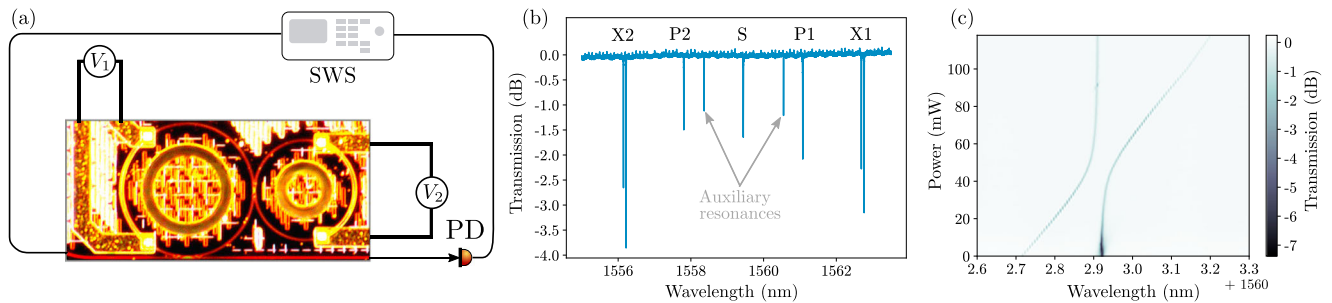 (a)
SWS
V1
V2
PD
(b)
X2 P2 S P1 X1
Transmission (dB)
0.0
-0.5
-1.0
-1.5
-2.0
-2.5
-3.0
-3.5
-4.0
Auxiliary
resonances
1556 1558 1560 1562
Wavelength (nm)
(c)
Power (mW)
100
80
60
40
20
0
2.6 2.7 2.8 2.9 3.0 3.1 3.2 3.3
+ 1560
Wavelength (nm)
0
-1
-2
-3
-4
-5
-6
-7
Transmission (dB)